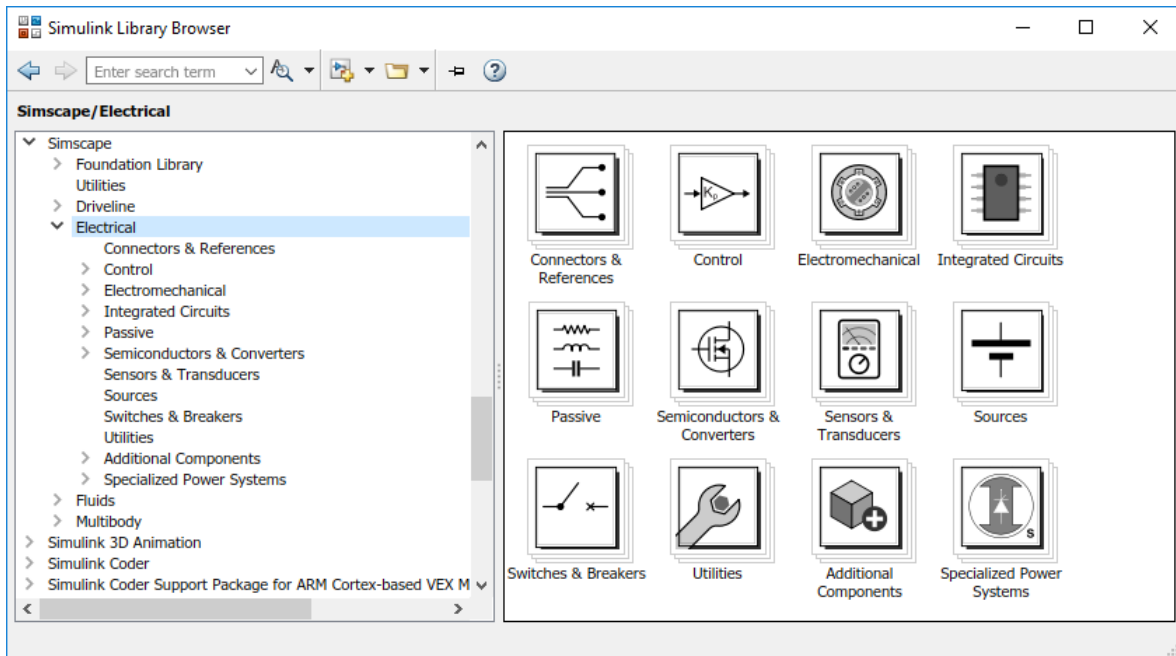 Simulink Library Browser
Enter search term
Simscape/Electrical
Simscape
Foundation Library
Utilities
Driveline
Electrical
Connectors & References
Control
Electromechanical
Integrated Circuits
Passive
Semiconductors & Converters
Sensors & Transducers
Sources
Switches & Breakers
Utilities
Additional Components
Specialized Power Systems
Fluids
Multibody
Simulink 3D Animation
Simulink Coder
Simulink Coder Support Package for ARM Cortex-based VEX M
Kp
Connectors &
References
Control
Electromechanical
Integrated Circuits
Passive
Semiconductors &
Converters
Sensors &
Transducers
Sources
S
Switches & Breakers
Utilities
Additional
Components
Specialized Power
Systems